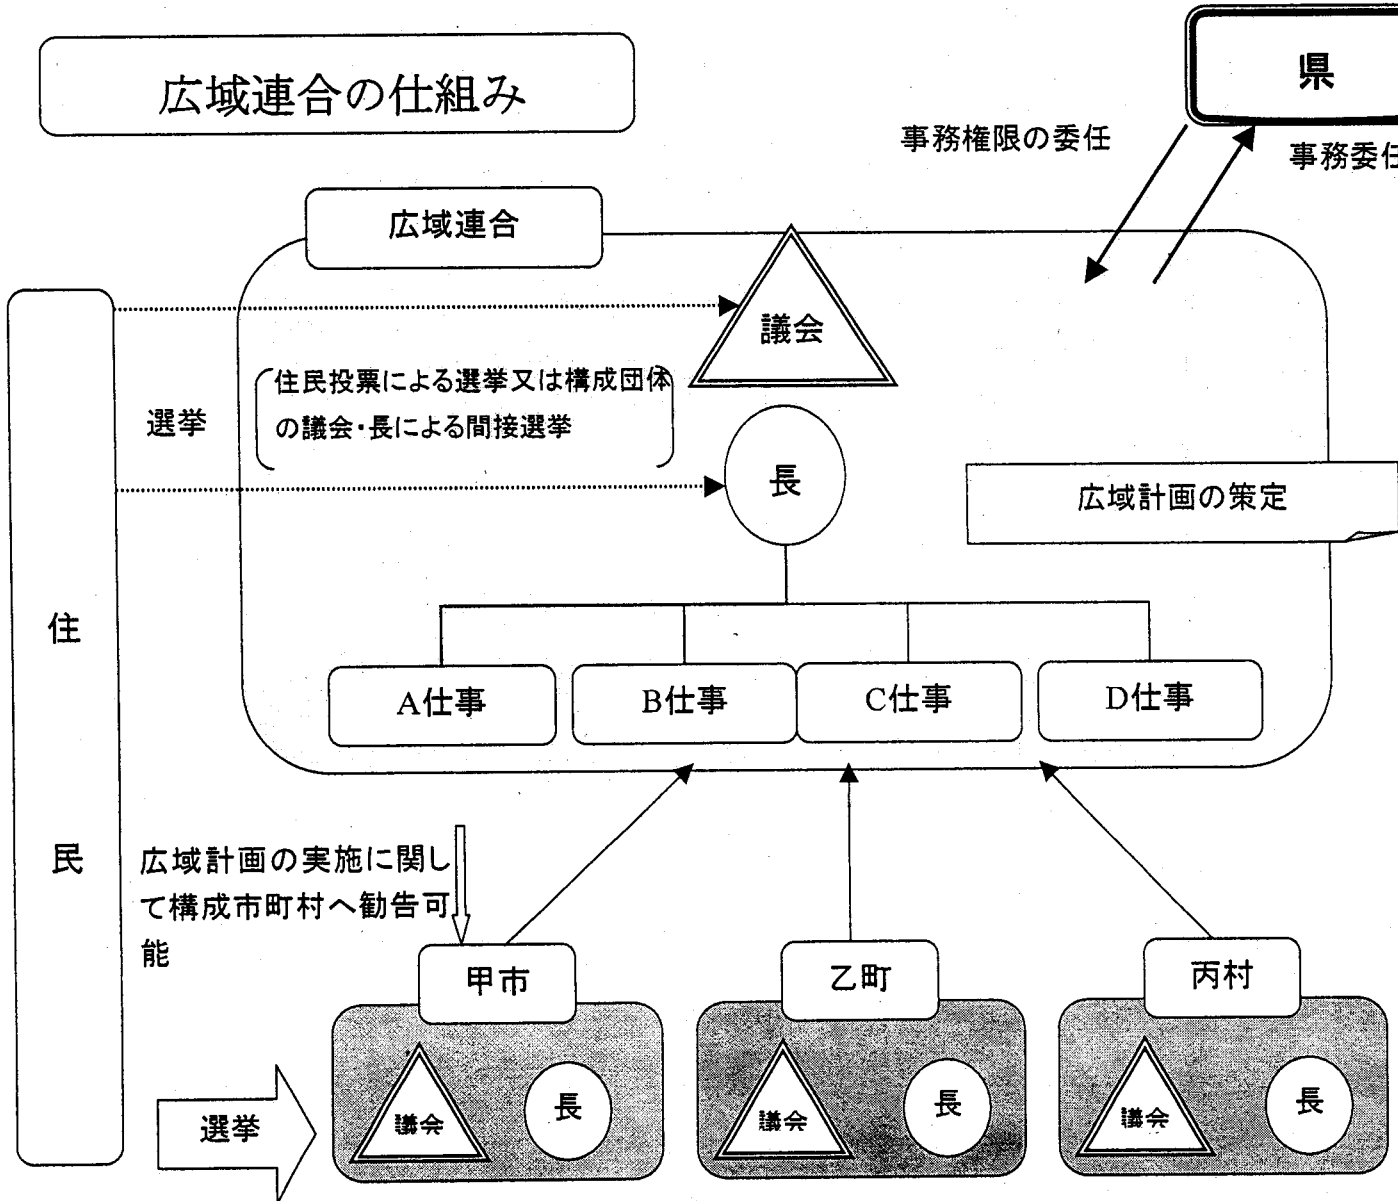 広域連合の仕組み
県
事務権限の委任
事務委任
広域連合
議会
住民投票による選挙又は構成団体
の議会・長による間接選挙
選挙
長
広域計画の策定
住
民
A仕事
B仕事
C仕事
D仕事
広域計画の実施に関し
て構成市町村へ勧告可
能
甲市
乙町
丙村
選挙
議会
長
議会
長
議会
長